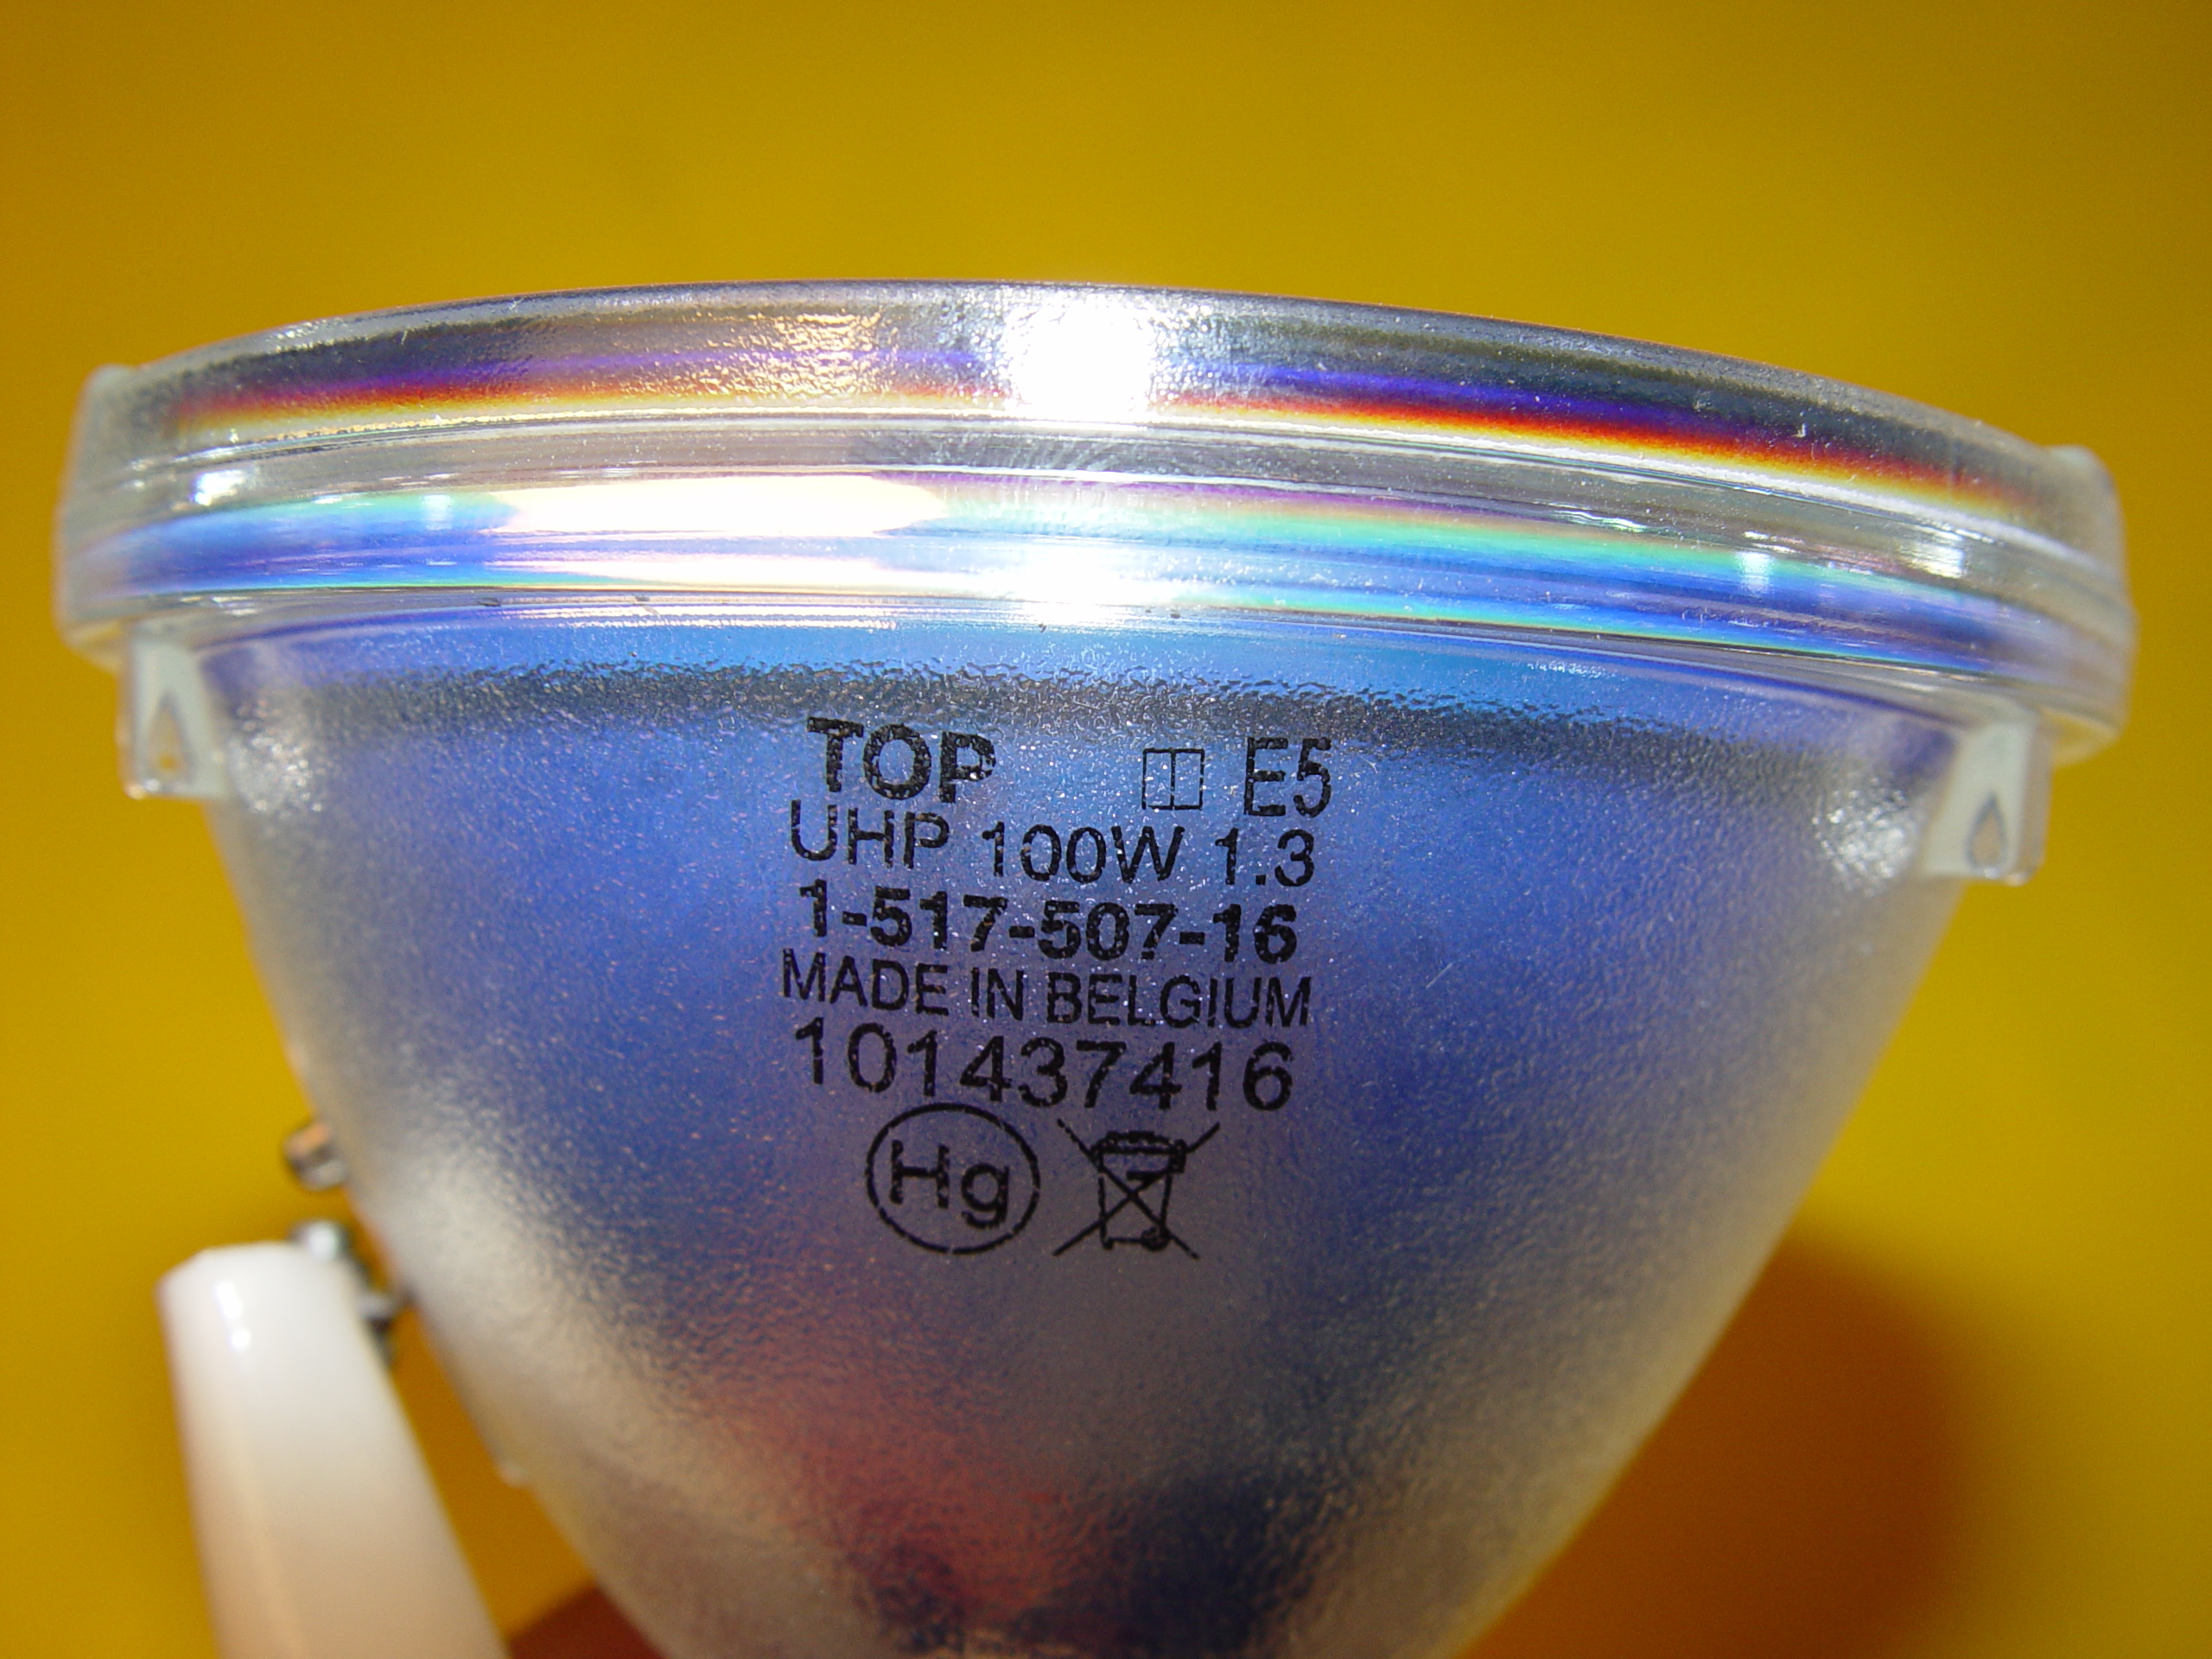 TOP E5
UHP 100W 1.3
1-517-507-16
MADE IN BELGIUM
101437416
Hg